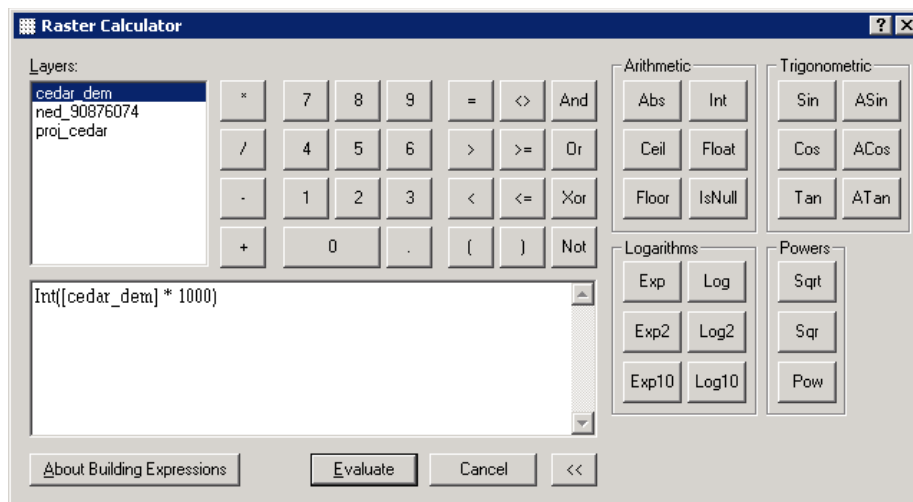 Raster Calculator ? X
Layers:
cedar_dem
ned_90876074
proj_cedar
* 7 8 9 = <> And
/ 4 5 6 > >= Or
- 1 2 3 < <= Xor
+ 0 . ( ) Not
Arithmetic
Abs Int
Ceil Float
Floor IsNull
Trigonometric
Sin ASin
Cos ACos
Tan ATan
Logarithms
Exp Log
Exp2 Log2
Exp10 Log10
Powers
Sqrt
Sqr
Pow
Int([cedar_dem] * 1000)
About Building Expressions Evaluate Cancel <<